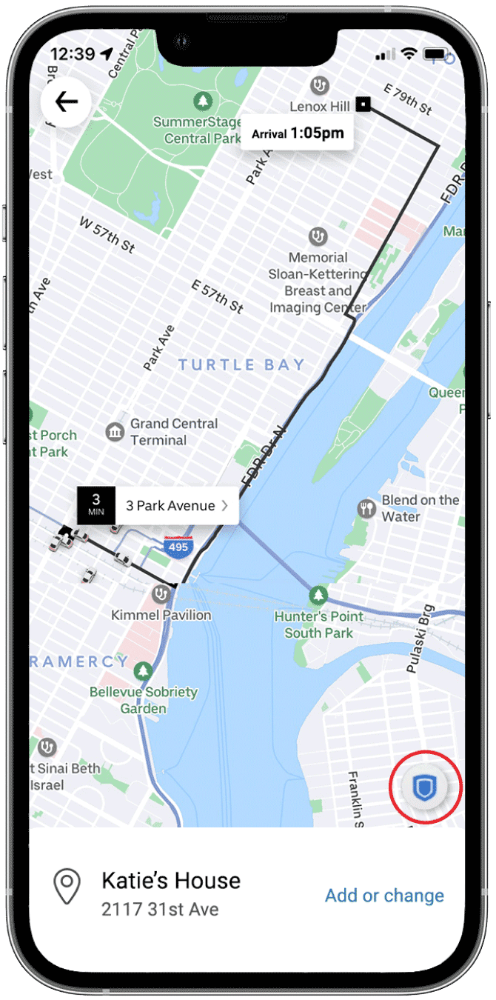 12:39
Central Pa
Br
E 79th St
Lenox Hill
SummerStage
Central Park
Arrival 1:05pm
Park A
FDR D
West
W 57th St
Mar
Memorial
Sloan-Kettering
Breast and
Imaging Center
th Ave
E 57th St
Park Ave
TURTLE BAY
Queen
P
Grand Central
Terminal
st Porch
nt Park
FDR Dr N
3
MIN
3 Park Avenue
Blend on the
Water
495
Kimmel Pavilion
Hunter's Point
South Park
Pulaski Brg
RAMERCY
Bellevue Sobriety
Garden
t Sinai Beth
Israel
Franklin S
Katie's House
2117 31st Ave
Add or change